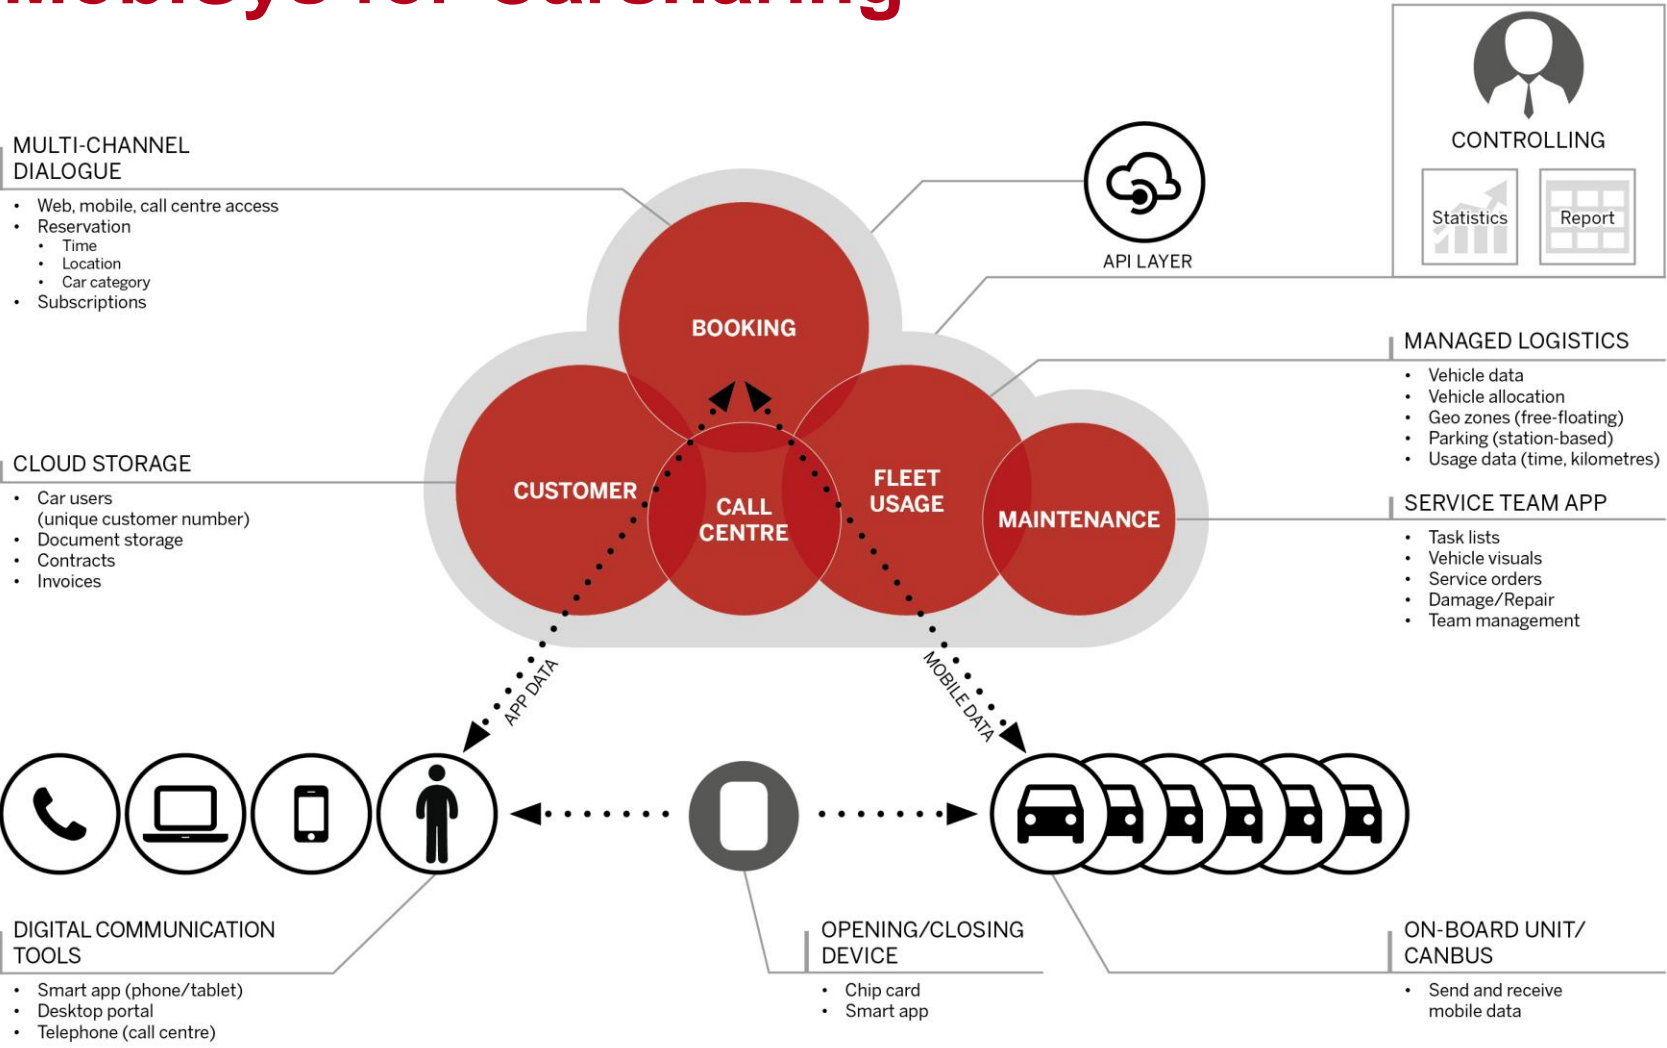 MobiSys for CarSharing
MULTI-CHANNEL
DIALOGUE
• Web, mobile, call centre access
• Reservation
• Time
• Location
• Car category
• Subscriptions
CLOUD STORAGE
• Car users
(unique customer number)
• Document storage
• Contracts
• Invoices
BOOKING
CUSTOMER
CALL
CENTRE
FLEET
USAGE
MAINTENANCE
API LAYER
CONTROLLING
Statistics
Report
MANAGED LOGISTICS
• Vehicle data
• Vehicle allocation
• Geo zones (free-floating)
• Parking (station-based)
• Usage data (time, kilometres)
SERVICE TEAM APP
• Task lists
• Vehicle visuals
• Service orders
• Damage/Repair
• Team management
APP DATA
MOBILE DATA
DIGITAL COMMUNICATION
TOOLS
• Smart app (phone/tablet)
• Desktop portal
• Telephone (call centre)
OPENING/CLOSING
DEVICE
• Chip card
• Smart app
ON-BOARD UNIT/
CANBUS
• Send and receive
mobile data